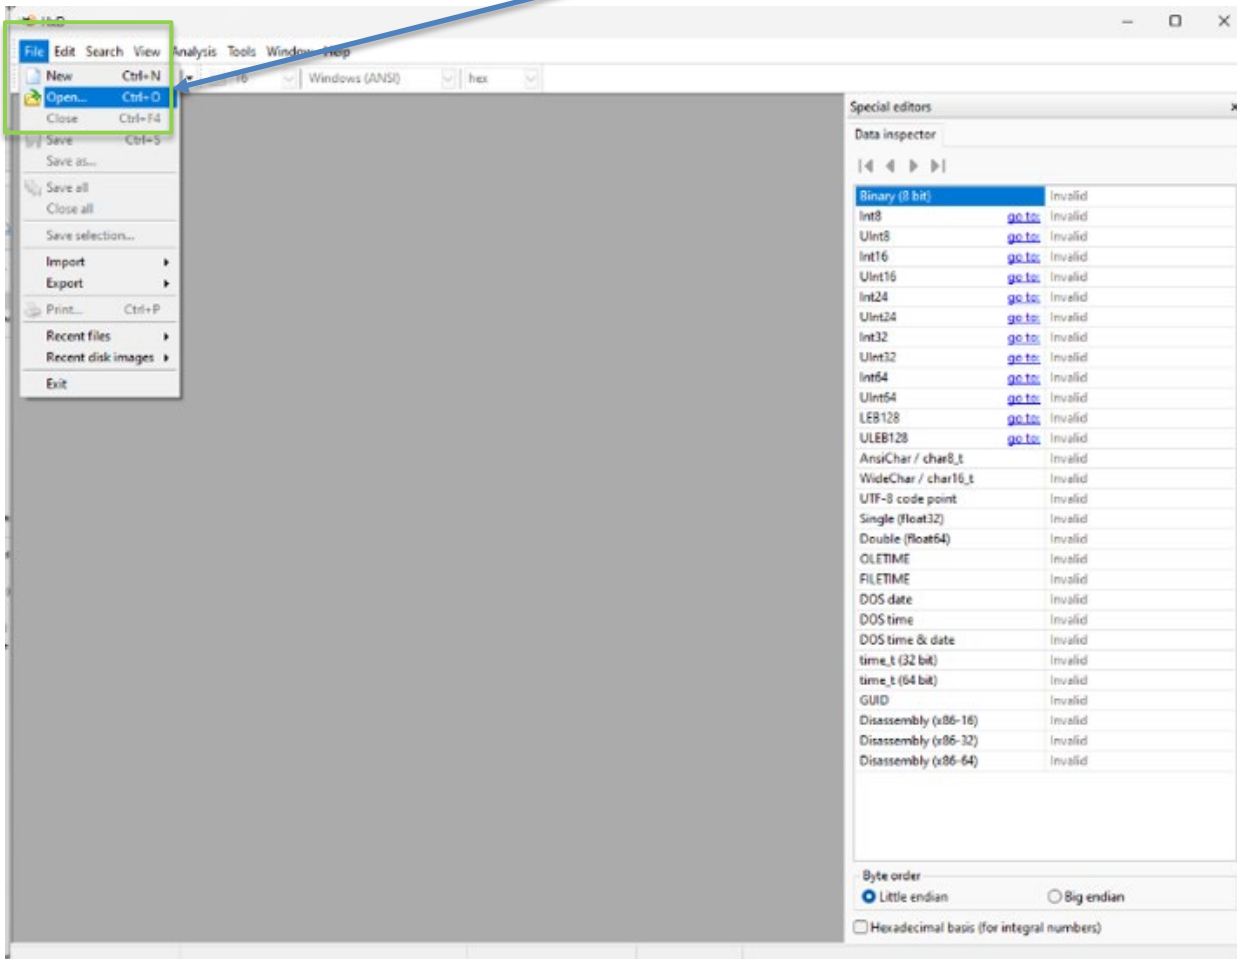 HxD
File Edit Search View Analysis Tools Window Help
New Ctrl+N
16 Windows (ANSI) hex
Open... Ctrl+O
Close Ctrl+F4
Save Ctrl+S
Save as...
Save all
Close all
Save selection...
Import
Export
Print... Ctrl+P
Recent files
Recent disk images
Exit
Special editors
Data inspector
Binary (8 bit) Invalid
Int8 go to: Invalid
UInt8 go to: Invalid
Int16 go to: Invalid
UInt16 go to: Invalid
Int24 go to: Invalid
UInt24 go to: Invalid
Int32 go to: Invalid
UInt32 go to: Invalid
Int64 go to: Invalid
UInt64 go to: Invalid
LEB128 go to: Invalid
ULEB128 go to: Invalid
AnsiChar / char8_t Invalid
WideChar / char16_t Invalid
UTF-8 code point Invalid
Single (float32) Invalid
Double (float64) Invalid
OLETIME Invalid
FILETIME Invalid
DOS date Invalid
DOS time Invalid
DOS time & date Invalid
time_t (32 bit) Invalid
time_t (64 bit) Invalid
GUID Invalid
Disassembly (x86-16) Invalid
Disassembly (x86-32) Invalid
Disassembly (x86-64) Invalid
Byte order
Little endian Big endian
Hexadecimal basis (for integral numbers)